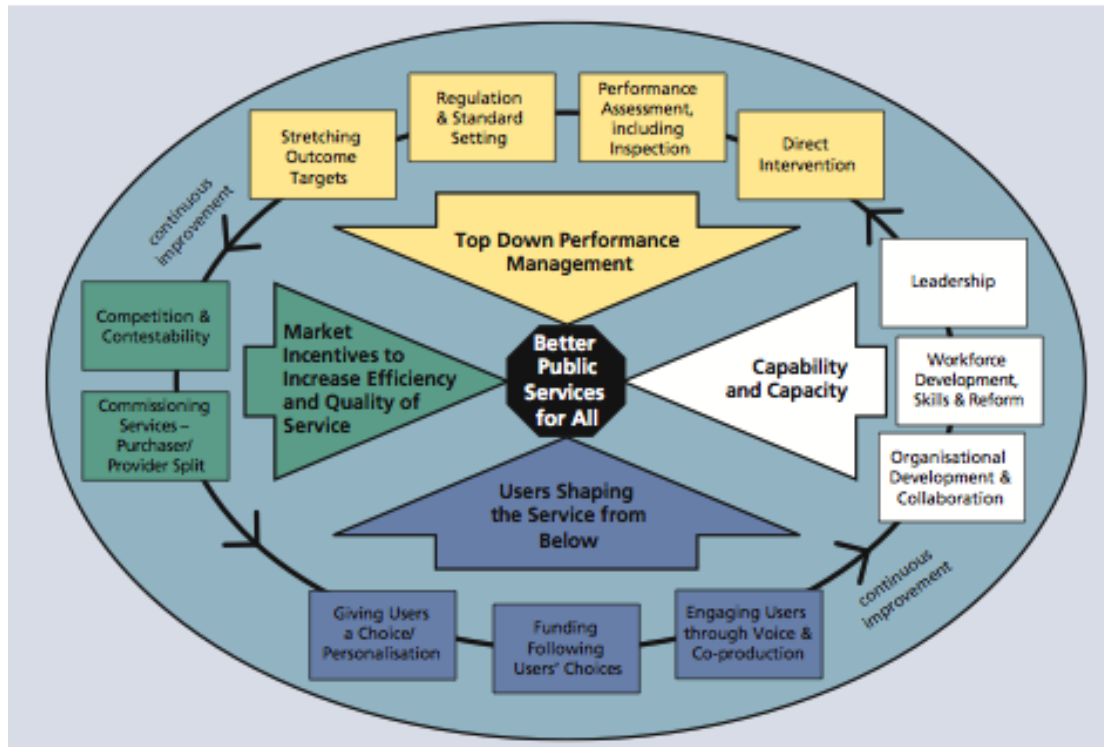 Performance
Assessment,
including
Inspection
Regulation
& Standard
Setting
Stretching
Outcome
Targets
Direct
Intervention
continuous
improvement
Top Down Performance
Management
Leadership
Competition &
Contestability
Market
Incentives to
Increase Efficiency
and Quality of
Service
Better
Public
Services
for All
Capability
and Capacity
Workforce
Development,
Skills & Reform
Commissioning
Services –
Purchaser/
Provider Split
Organisational
Development &
Collaboration
Users Shaping
the Service from
Below
continuous
improvement
Giving Users
a Choice/
Personalisation
Funding
Following
Users' Choices
Engaging Users
through Voice &
Co-production